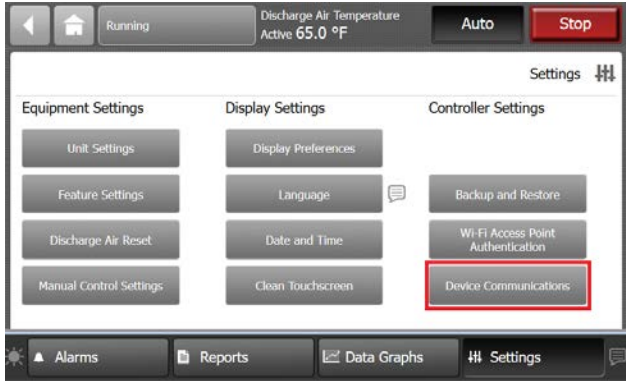 Running
Discharge Air Temperature
Active 65.0 °F
Auto
Stop
Settings
Equipment Settings
Display Settings
Controller Settings
Unit Settings
Display Preferences
Feature Settings
Language
Backup and Restore
Discharge Air Reset
Date and Time
Wi-Fi Access Point
Authentication
Manual Control Settings
Clean Touchscreen
Device Communications
Alarms
Reports
Data Graphs
Settings